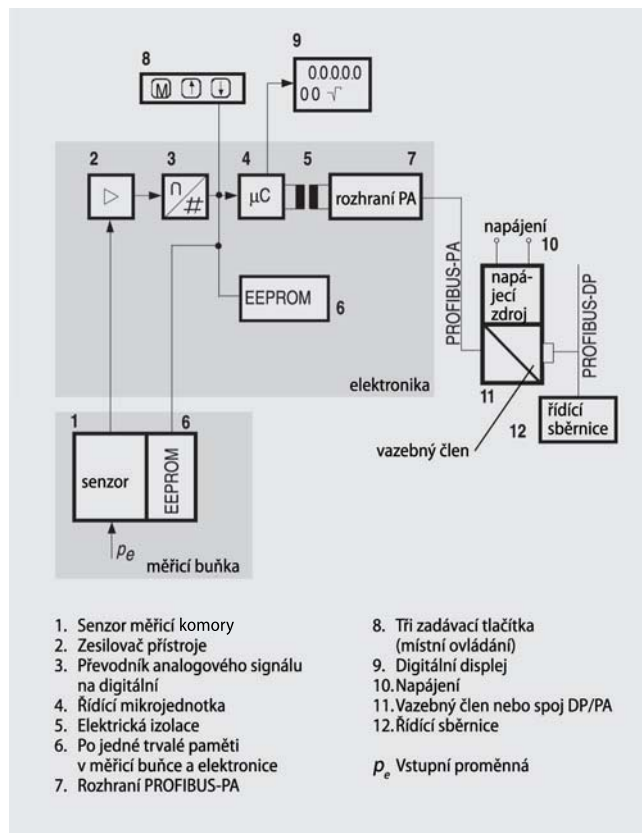 8
9
M ↑ ↓
0.0.0.0.0
0 0 √
2
3
4
5
7
▷
∩
#
µC
rozhraní PA
EEPROM
6
elektronika
PROFIBUS-PA
napájení
10
napá-
jecí
zdroj
PROFIBUS-DP
11
12
řídící
sběrnice
vazebný člen
1
6
senzor
EEPROM
pe
měřicí buňka
1. Senzor měřicí komory
2. Zesilovač přístroje
3. Převodník analogového signálu
na digitální
4. Řídící mikrojednotka
5. Elektrická izolace
6. Po jedné trvalé paměti
v měřicí buňce a elektronice
7. Rozhraní PROFIBUS-PA
8. Tři zadávací tlačítka
(místní ovládání)
9. Digitální displej
10. Napájení
11. Vazebný člen nebo spoj DP/PA
12. Řídící sběrnice
pe Vstupní proměnná